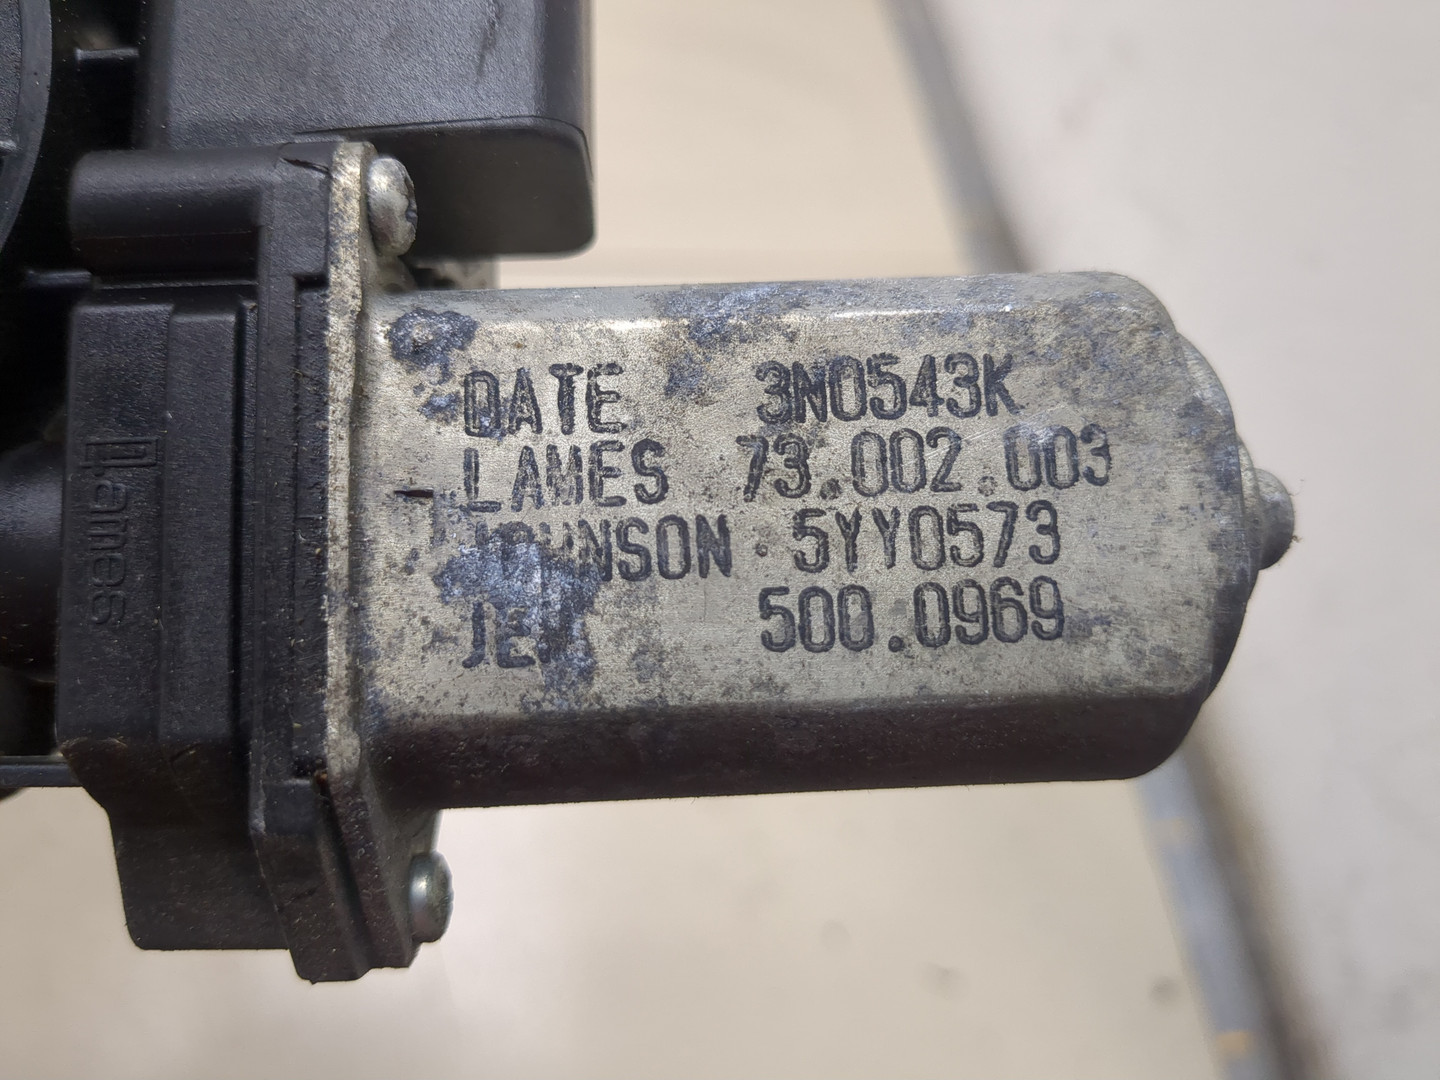 DATE 3N0543K
LAMES 73.002.003
JOHNSON 5YY0573
500.0969
Lames